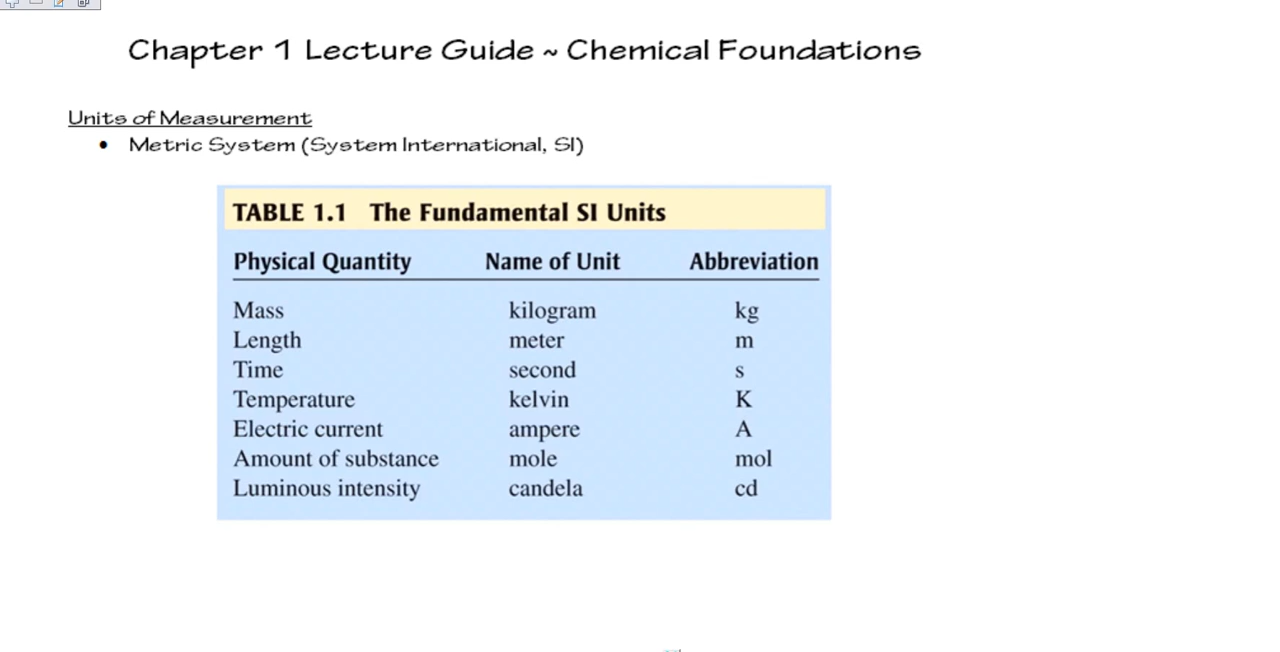 Chapter 1 Lecture Guide ~ Chemical Foundations
Units of Measurement
• Metric System (System International, SI)
TABLE 1.1 The Fundamental SI Units
Physical Quantity Name of Unit Abbreviation
Mass kilogram kg
Length meter m
Time second s
Temperature kelvin K
Electric current ampere A
Amount of substance mole mol
Luminous intensity candela cd